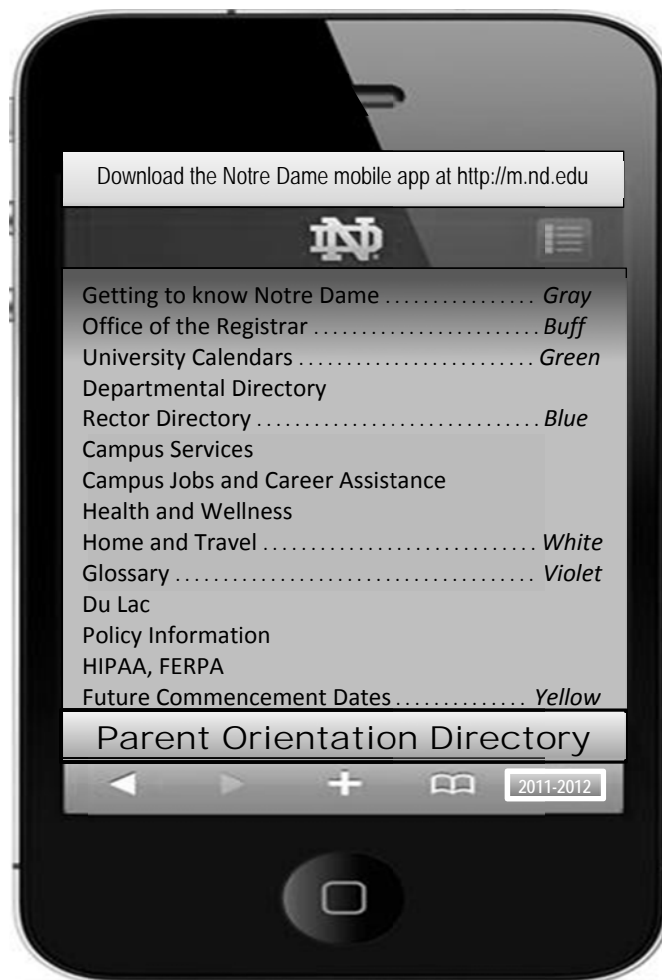 Download the Notre Dame mobile app at http://m.nd.edu
ND
Getting to know Notre Dame ................ Gray
Office of the Registrar .......................... Buff
University Calendars ........................... Green
Departmental Directory
Rector Directory ................................ Blue
Campus Services
Campus Jobs and Career Assistance
Health and Wellness
Home and Travel ............................... White
Glossary ......................................... Violet
Du Lac
Policy Information
HIPAA, FERPA
Future Commencement Dates .............. Yellow
Parent Orientation Directory
2011-2012